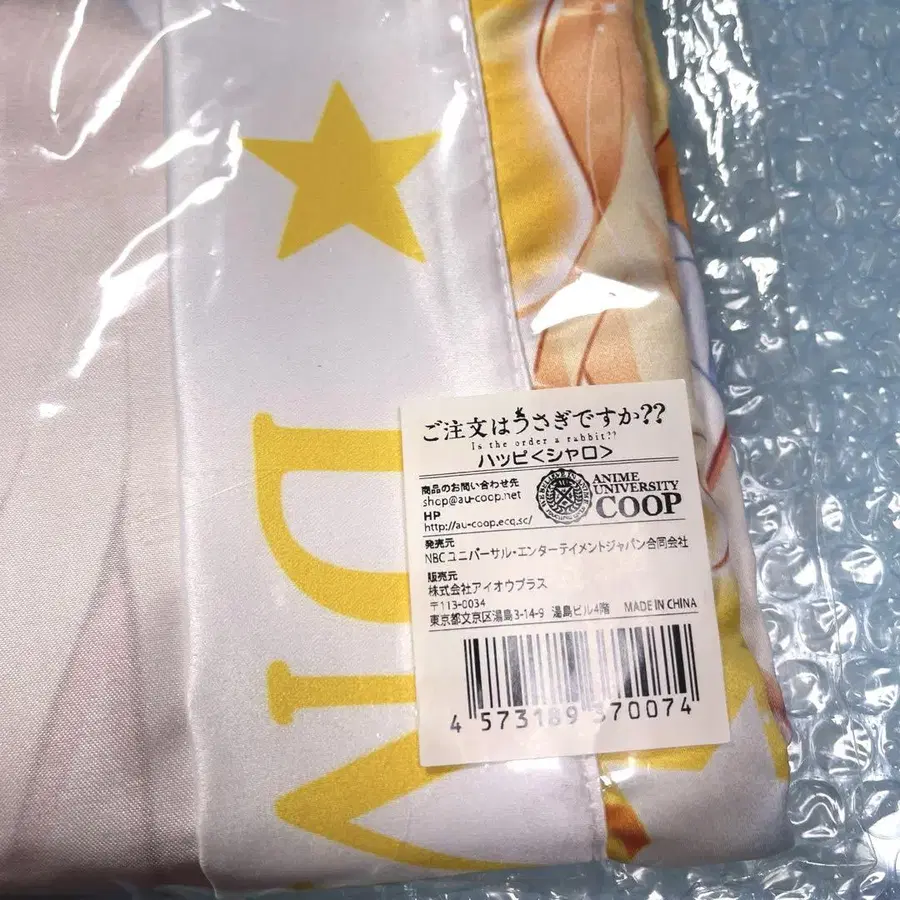 DIV
ご注文はうさぎですか??
Is the order a rabbit??
ハッピ<シャロ>
商品のお問い合わせ先
shop@au-coop.net
HP
http://au-coop.ecq.sc/
ANIME
UNIVERSITY
COOP
発売元
NBCユニバーサル・エンターテイメントジャパン合同会社
販売元
株式会社アイオウプラス
〒113-0034
東京都文京区湯島3-14-9 湯島ビル4階 MADE IN CHINA
4 573189 370074